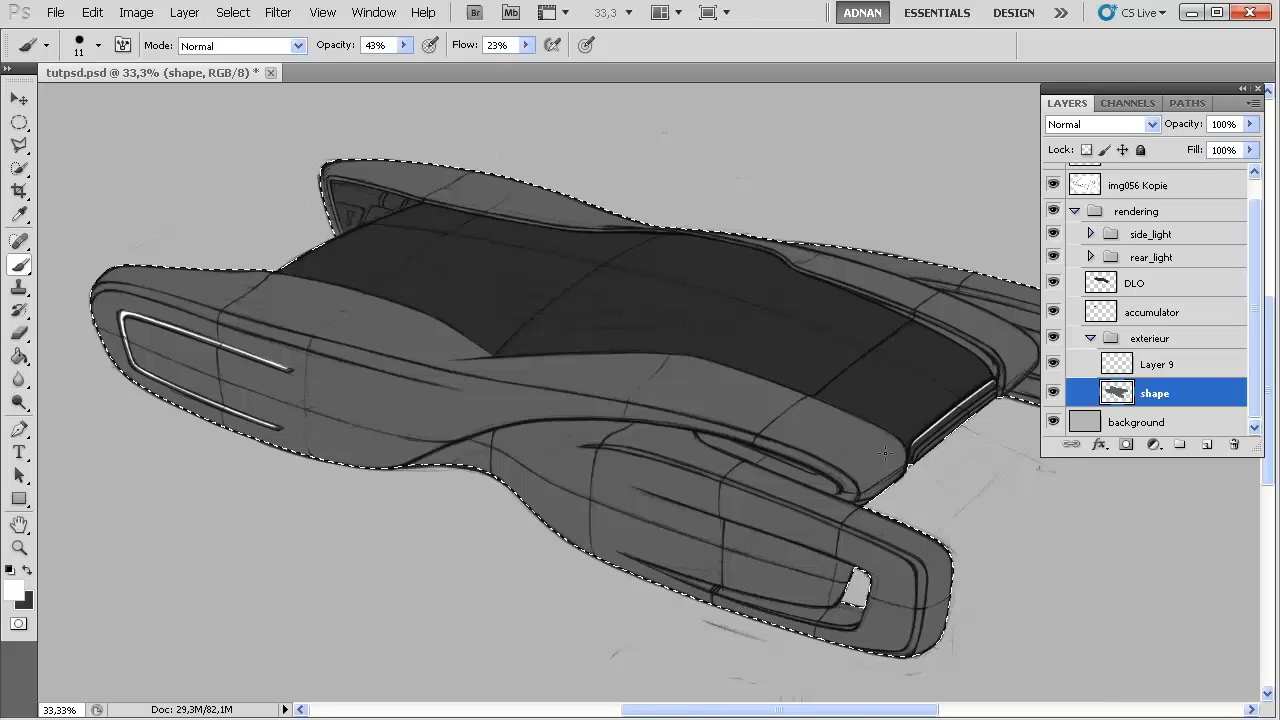 Ps File Edit Image Layer Select Filter View Window Help Br Mb 33,3 ADNAN ESSENTIALS DESIGN CS Live
11 Mode: Normal Opacity: 43% Flow: 23%
tutpsd.psd @ 33,3% (shape, RGB/8) *
LAYERS CHANNELS PATHS
Normal Opacity: 100%
Lock: Fill: 100%
img056 Kopie
rendering
side_light
rear_light
DLO
accumulator
exterieur
Layer 9
shape
background
fx
T
33,33% Doc: 29,3M/82,1M